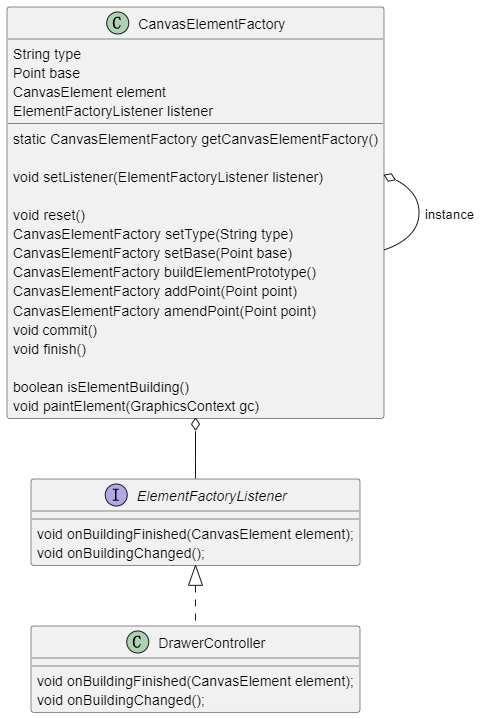 C CanvasElementFactory
String type
Point base
CanvasElement element
ElementFactoryListener listener
static CanvasElementFactory getCanvasElementFactory()
void setListener(ElementFactoryListener listener)
void reset()
CanvasElementFactory setType(String type)
CanvasElementFactory setBase(Point base)
CanvasElementFactory buildElementPrototype()
CanvasElementFactory addPoint(Point point)
CanvasElementFactory amendPoint(Point point)
void commit()
void finish()
boolean isElementBuilding()
void paintElement(GraphicsContext gc)
instance
I ElementFactoryListener
void onBuildingFinished(CanvasElement element);
void onBuildingChanged();
C DrawerController
void onBuildingFinished(CanvasElement element);
void onBuildingChanged();